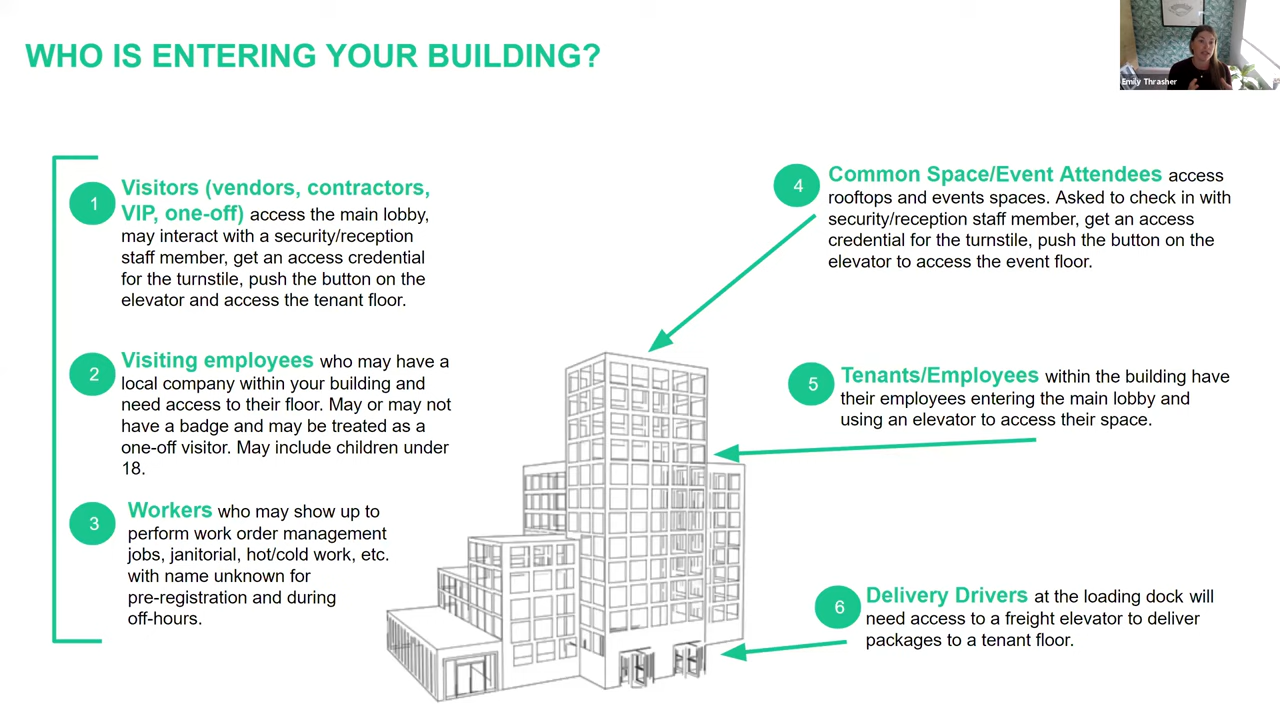 WHO IS ENTERING YOUR BUILDING?
Emily Thrasher
1
Visitors (vendors, contractors,
VIP, one-off) access the main lobby,
may interact with a security/reception
staff member, get an access credential
for the turnstile, push the button on the
elevator and access the tenant floor.
2
Visiting employees who may have a
local company within your building and
need access to their floor. May or may not
have a badge and may be treated as a
one-off visitor. May include children under
18.
3
Workers who may show up to
perform work order management
jobs, janitorial, hot/cold work, etc.
with name unknown for
pre-registration and during
off-hours.
4
Common Space/Event Attendees access
rooftops and events spaces. Asked to check in with
security/reception staff member, get an access
credential for the turnstile, push the button on the
elevator to access the event floor.
5
Tenants/Employees within the building have
their employees entering the main lobby and
using an elevator to access their space.
6
Delivery Drivers at the loading dock will
need access to a freight elevator to deliver
packages to a tenant floor.